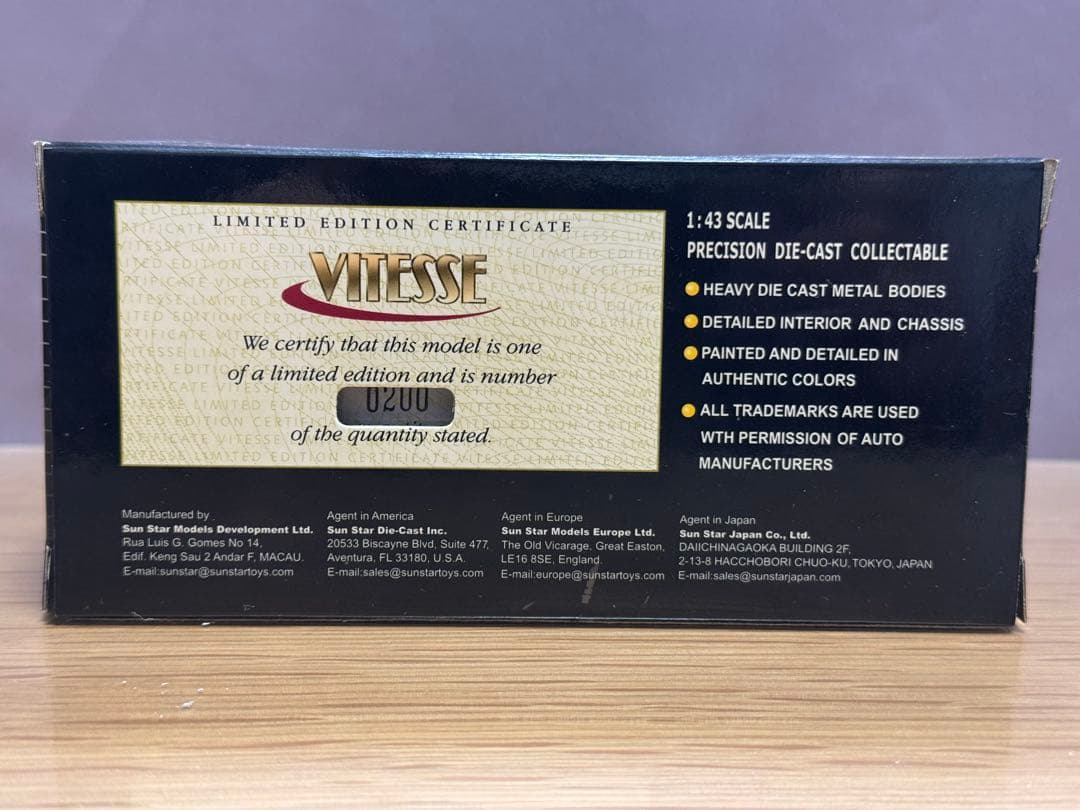 LIMITED EDITION CERTIFICATE
VITESSE
We certify that this model is one
of a limited edition and is number
0200
of the quantity stated.
1:43 SCALE
PRECISION DIE-CAST COLLECTABLE
HEAVY DIE CAST METAL BODIES
DETAILED INTERIOR AND CHASSIS
PAINTED AND DETAILED IN
AUTHENTIC COLORS
ALL TRADEMARKS ARE USED
WTH PERMISSION OF AUTO
MANUFACTURERS
Manufactured by
Sun Star Models Development Ltd.
Rua Luis G. Gomes No 14,
Edif. Keng Sau 2 Andar F, MACAU.
E-mail:sunstar@sunstartoys.com
Agent in America
Sun Star Die-Cast Inc.
20533 Biscayne Blvd, Suite 477,
Aventura, FL 33180, U.S.A.
E-mail:sales@sunstartoys.com
Agent in Europe
Sun Star Models Europe Ltd.
The Old Vicarage, Great Easton,
LE16 8SE, England.
E-mail:europe@sunstartoys.com
Agent in Japan
Sun Star Japan Co., Ltd.
DAIICHINAGAOKA BUILDING 2F,
2-13-8 HACCHOBORI CHUO-KU, TOKYO, JAPAN
E-mail:sales@sunstarjapan.com